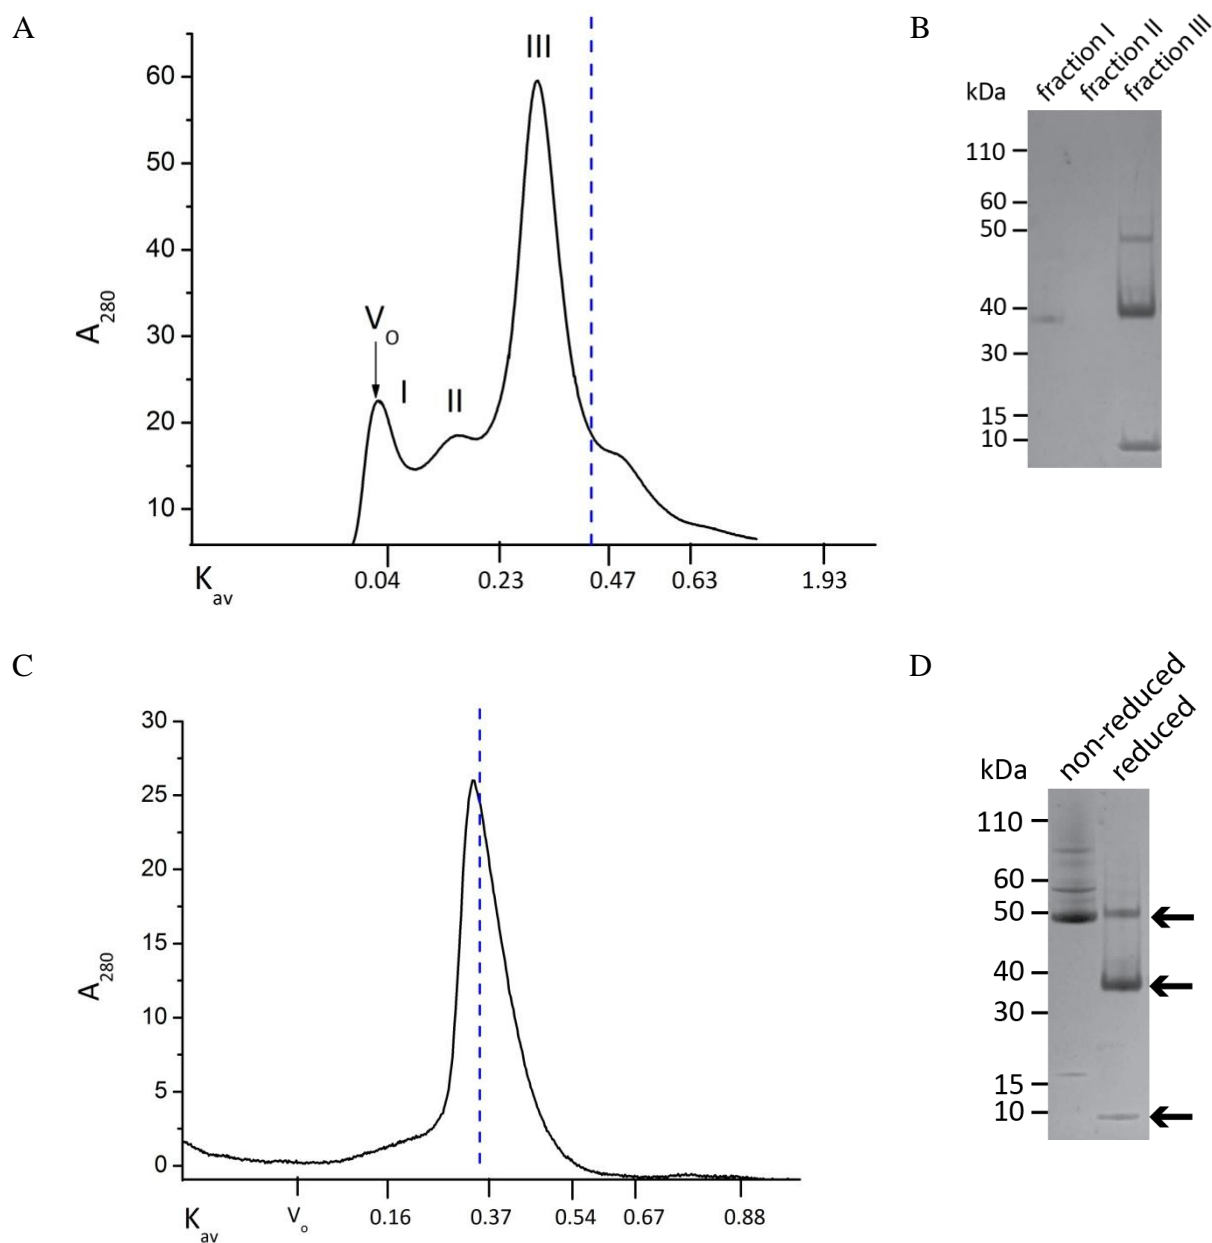 A
60
50
40
30
20
10
A280
Vo
I
II
III
Kav
0.04 0.23 0.47 0.63 1.93
B
fraction I
fraction II
fraction III
kDa
110
60
50
40
30
15
10
C
30
25
20
15
10
5
0
A280
Kav
Vo 0.16 0.37 0.54 0.67 0.88
D
non-reduced
reduced
kDa
110
60
50
40
30
15
10